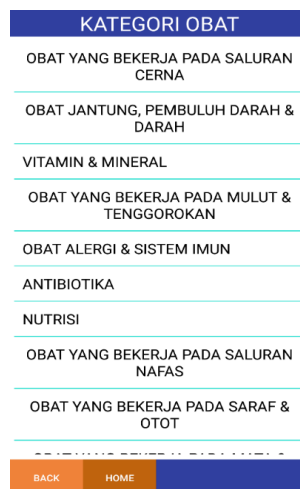 KATEGORI OBAT
OBAT YANG BEKERJA PADA SALURAN
CERNA
OBAT JANTUNG, PEMBULUH DARAH &
DARAH
VITAMIN & MINERAL
OBAT YANG BEKERJA PADA MULUT &
TENGGOROKAN
OBAT ALERGI & SISTEM IMUN
ANTIBIOTIKA
NUTRISI
OBAT YANG BEKERJA PADA SALURAN
NAFAS
OBAT YANG BEKERJA PADA SARAF &
OTOT
BACK HOME